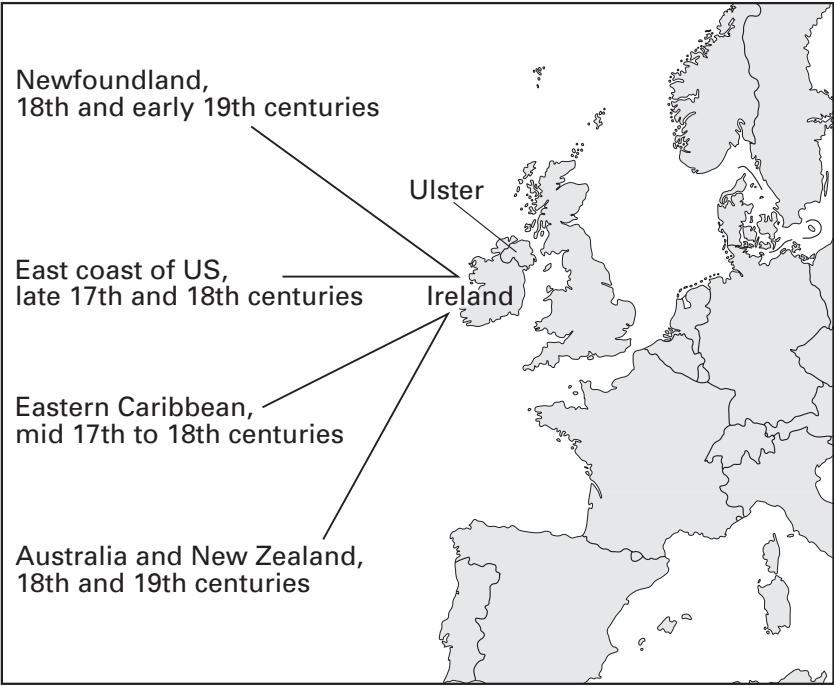 Newfoundland,
18th and early 19th centuries
Ulster
East coast of US,
late 17th and 18th centuries
Ireland
Eastern Caribbean,
mid 17th to 18th centuries
Australia and New Zealand,
18th and 19th centuries